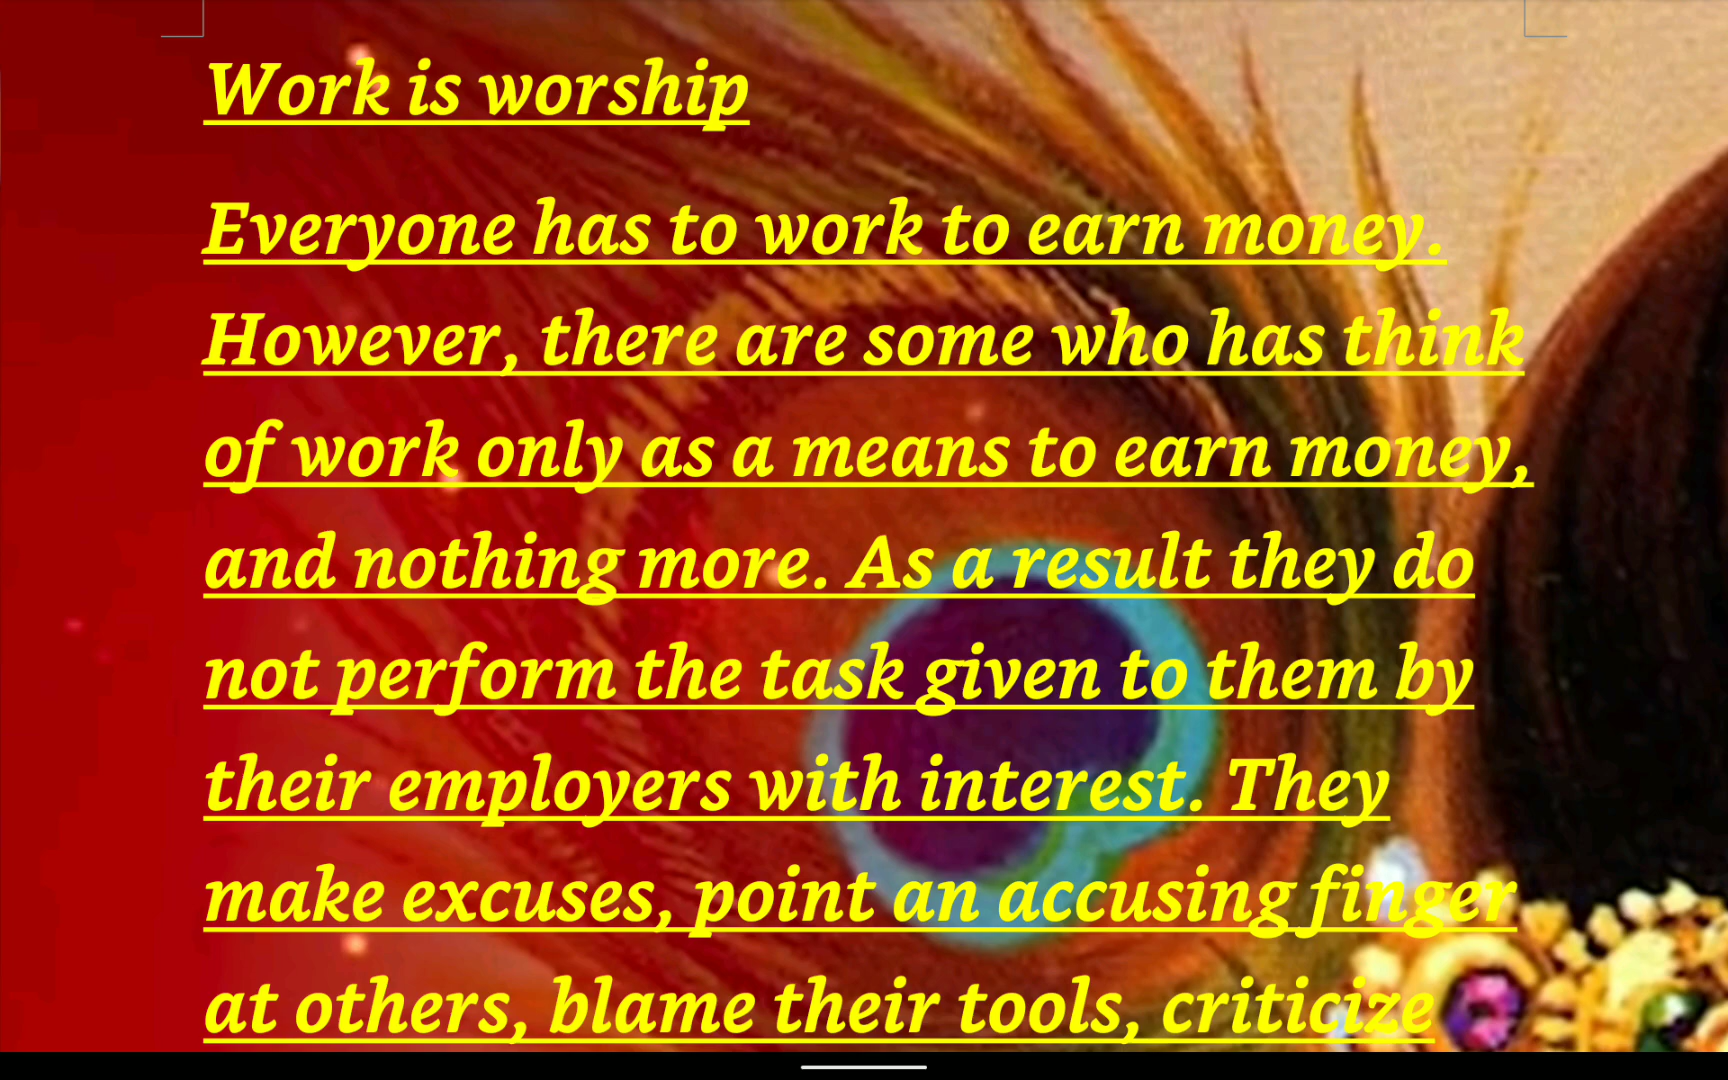 Work is worship
Everyone has to work to earn money.
However, there are some who has think
of work only as a means to earn money,
and nothing more. As a result they do
not perform the task given to them by
their employers with interest. They
make excuses, point an accusing finger
at others, blame their tools, criticize